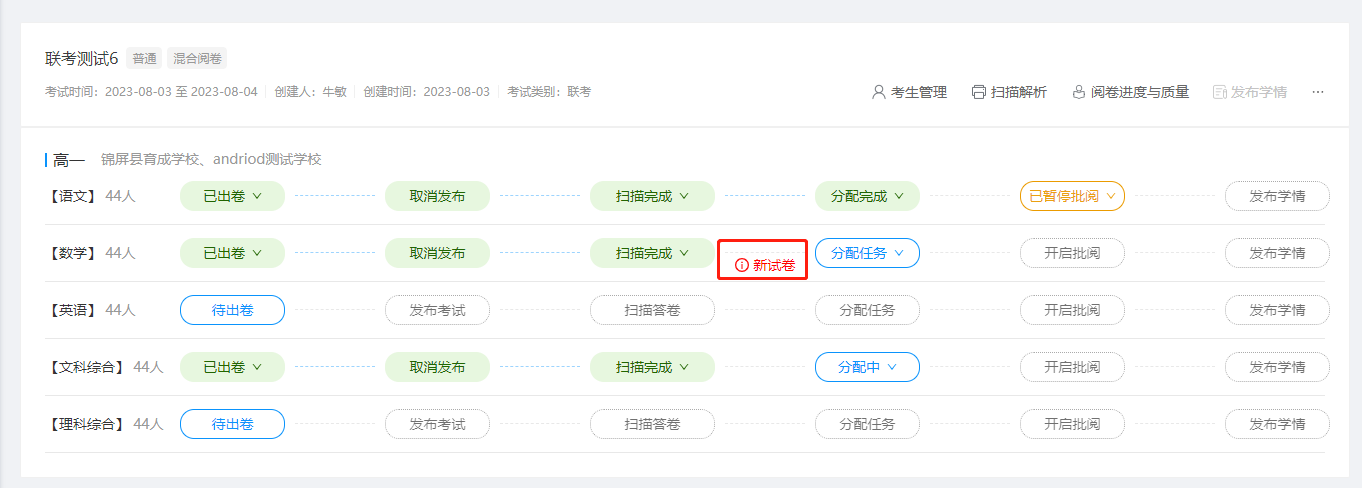 联考测试6 普通 混合阅卷
考试时间：2023-08-03 至 2023-08-04 创建人：牛敏 创建时间：2023-08-03 考试类别：联考 考生管理 扫描解析 阅卷进度与质量 发布学情 ...
高一 锦屏县育成学校、andriod测试学校
【语文】 44人 已出卷 取消发布 扫描完成 分配完成 已暂停批阅 发布学情
【数学】 44人 已出卷 取消发布 扫描完成 新试卷 分配任务 开启批阅 发布学情
【英语】 44人 待出卷 发布考试 扫描答卷 分配任务 开启批阅 发布学情
【文科综合】 44人 已出卷 取消发布 扫描完成 分配中 开启批阅 发布学情
【理科综合】 44人 待出卷 发布考试 扫描答卷 分配任务 开启批阅 发布学情